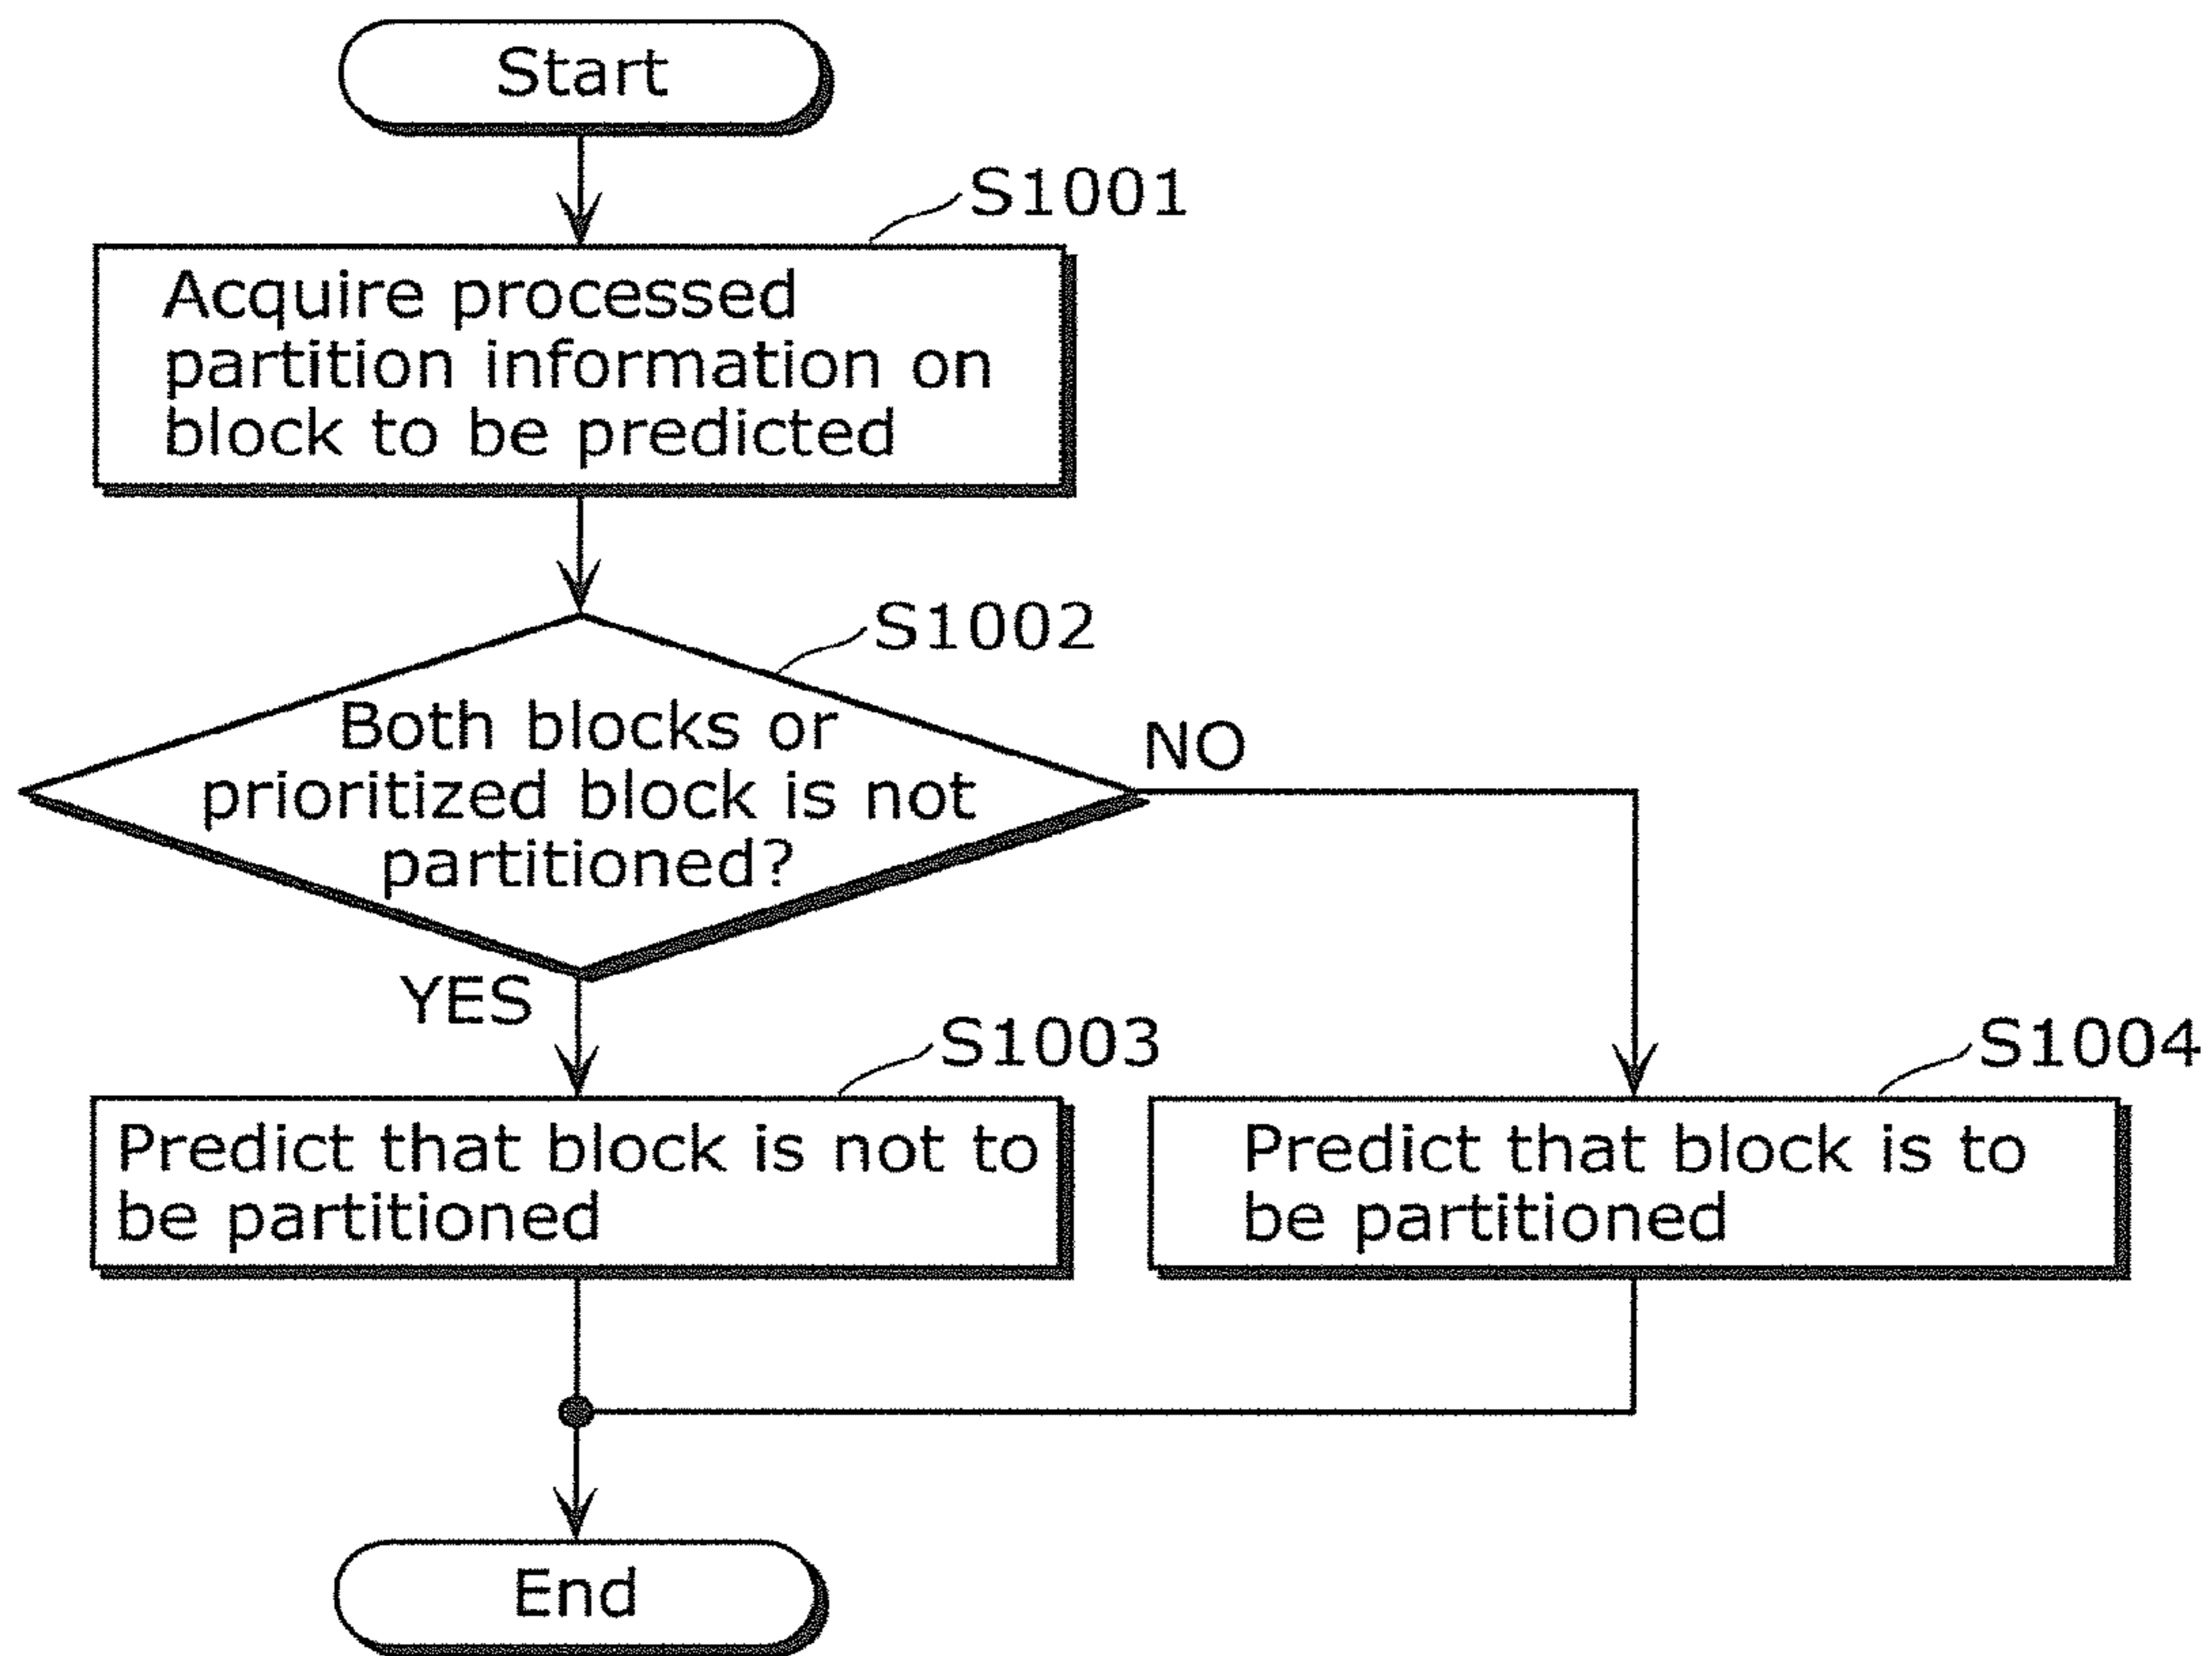 Start
S1001
Acquire processed
partition information on
block to be predicted
S1002
Both blocks or
prioritized block is not
partitioned?
NO
YES
S1003
Predict that block is not to
be partitioned
S1004
Predict that block is to
be partitioned
End